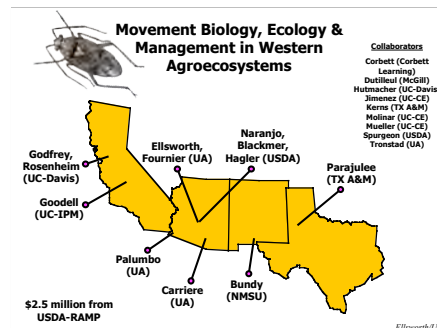 Movement Biology, Ecology &
Management in Western
Agroecosystems
Collaborators
Corbett (Corbett
Learning)
Dutilleul (McGill)
Hutmacher (UC-Davis)
Jimenez (UC-CE)
Kerns (TX A&M)
Molinar (UC-CE)
Mueller (UC-CE)
Spurgeon (USDA)
Tronstad (UA)
Godfrey,
Rosenheim
(UC-Davis)
Goodell
(UC-IPM)
Ellsworth,
Fournier (UA)
Naranjo,
Blackmer,
Hagler (USDA)
Parajulee
(TX A&M)
Palumbo
(UA)
Carriere
(UA)
Bundy
(NMSU)
$2.5 million from
USDA-RAMP